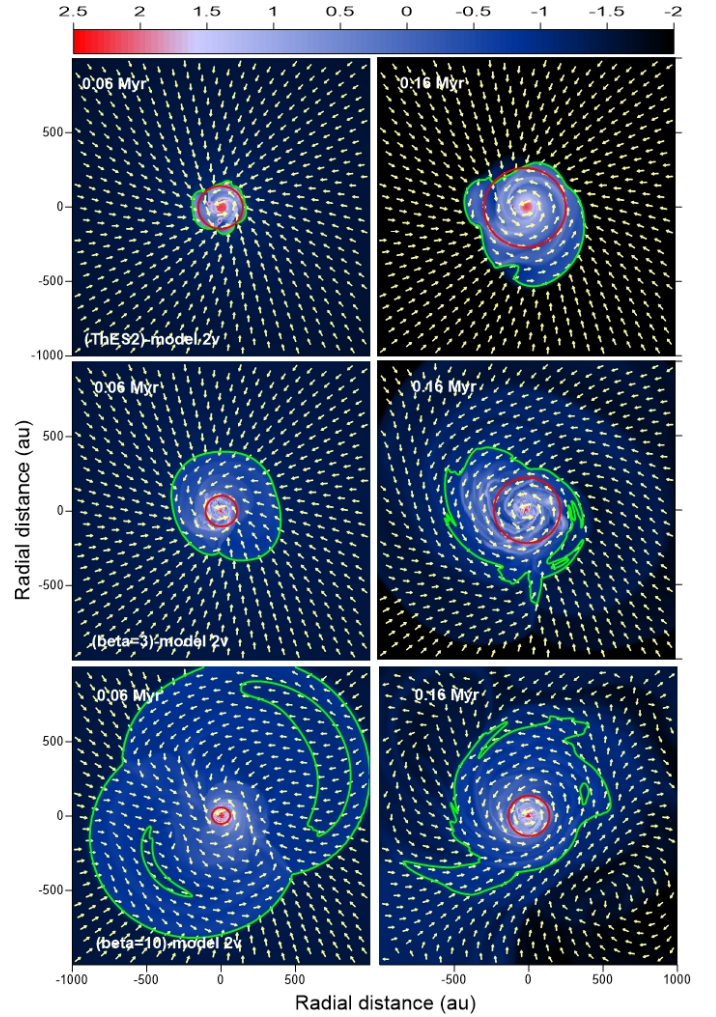 2.5 2 1.5 1 0.5 0 -0.5 -1 -1.5 -2
0.06 Myr
0.16 Myr
500
0
-500
-1000
(-ThES2)-model 2v
0.06 Myr
0.16 Myr
500
0
-500
(beta=3)-model 2v
Radial distance (au)
0.06 Myr
0.16 Myr
500
0
-500
(beta=10)-model 2v
-1000 -500 0 500
-500 0 500 1000
Radial distance (au)